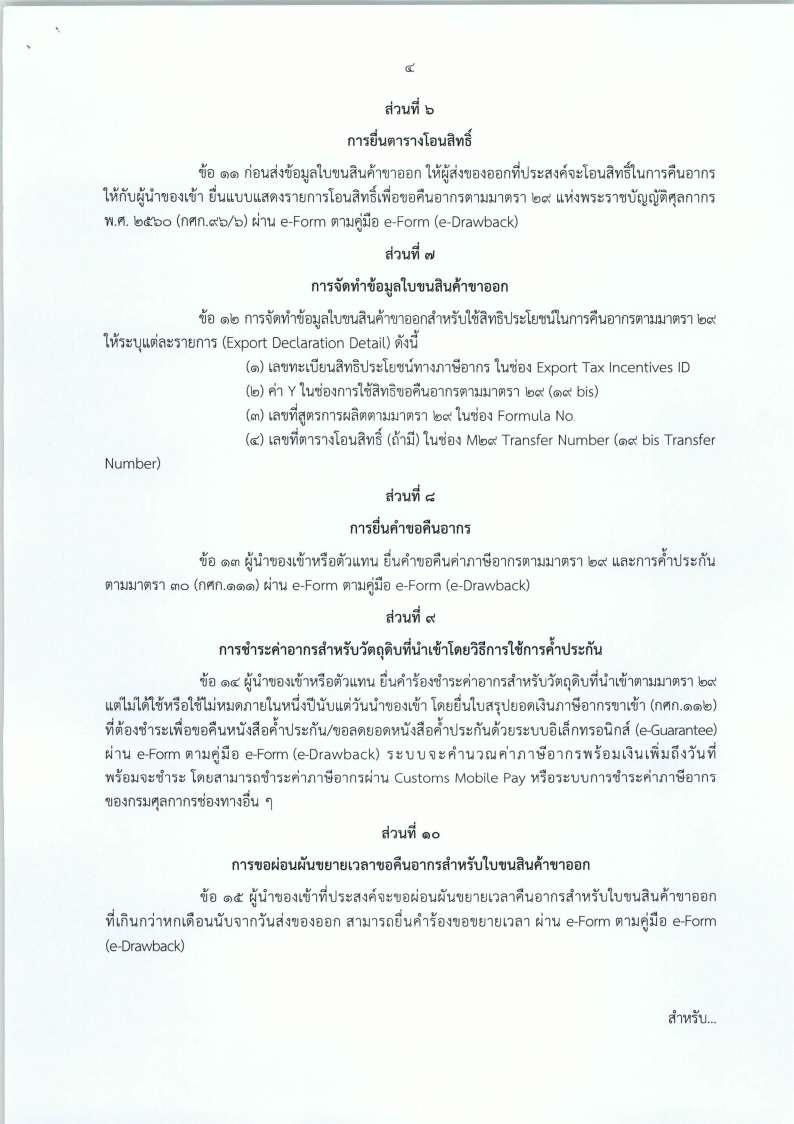 ๔
ส่วนที่ ๖
การยื่นตารางโอนสิทธิ์
ข้อ ๑๑ ก่อนส่งข้อมูลใบขนสินค้าขาออก ให้ผู้ส่งของออกที่ประสงค์จะโอนสิทธิ์ในการคืนอากร
ให้กับผู้นำของเข้า ยื่นแบบแสดงรายการโอนสิทธิ์เพื่อขอคืนอากรตามมาตรา ๒๙ แห่งพระราชบัญญัติศุลกากร
พ.ศ. ๒๕๖๐ (กศก.๙๖/๖) ผ่าน e-Form ตามคู่มือ e-Form (e-Drawback)
ส่วนที่ ๗
การจัดทำข้อมูลใบขนสินค้าขาออก
ข้อ ๑๒ การจัดทำข้อมูลใบขนสินค้าขาออกสำหรับใช้สิทธิประโยชน์ในการคืนอากรตามมาตรา ๒๙
ให้ระบุแต่ละรายการ (Export Declaration Detail) ดังนี้
(๑) เลขทะเบียนสิทธิประโยชน์ทางภาษีอากร ในช่อง Export Tax Incentives ID
(๒) ค่า Y ในช่องการใช้สิทธิขอคืนอากรตามมาตรา ๒๙ (๑๙ bis)
(๓) เลขที่สูตรการผลิตตามมาตรา ๒๙ ในช่อง Formula No.
(๔) เลขที่ตารางโอนสิทธิ์ (ถ้ามี) ในช่อง M๒๙ Transfer Number (๑๙ bis Transfer
Number)
ส่วนที่ ๘
การยื่นคำขอคืนอากร
ข้อ ๑๓ ผู้นำของเข้าหรือตัวแทน ยื่นคำขอคืนค่าภาษีอากรตามมาตรา ๒๙ และการค้ำประกัน
ตามมาตรา ๓๐ (กศก.๑๑๑) ผ่าน e-Form ตามคู่มือ e-Form (e-Drawback)
ส่วนที่ ๙
การชำระค่าอากรสำหรับวัตถุดิบที่นำเข้าโดยวิธีการใช้การค้ำประกัน
ข้อ ๑๔ ผู้นำของเข้าหรือตัวแทน ยื่นคำร้องชำระค่าอากรสำหรับวัตถุดิบที่นำเข้าตามมาตรา ๒๙
แต่ไม่ได้ใช้หรือใช้ไม่หมดภายในหนึ่งปีนับแต่วันนำของเข้า โดยยื่นใบสรุปยอดเงินภาษีอากรขาเข้า (กศก.๑๑๒)
ที่ต้องชำระเพื่อขอคืนหนังสือค้ำประกัน/ขอลดยอดหนังสือค้ำประกันด้วยระบบอิเล็กทรอนิกส์ (e-Guarantee)
ผ่าน e-Form ตามคู่มือ e-Form (e-Drawback) ระบบจะคำนวณค่าภาษีอากรพร้อมเงินเพิ่มถึงวันที่
พร้อมจะชำระ โดยสามารถชำระค่าภาษีอากรผ่าน Customs Mobile Pay หรือระบบการชำระค่าภาษีอากร
ของกรมศุลกากรช่องทางอื่น ๆ
ส่วนที่ ๑๐
การขอผ่อนผันขยายเวลาขอคืนอากรสำหรับใบขนสินค้าขาออก
ข้อ ๑๕ ผู้นำของเข้าที่ประสงค์จะขอผ่อนผันขยายเวลาคืนอากรสำหรับใบขนสินค้าขาออก
ที่เกินกว่าหกเดือนนับจากวันส่งของออก สามารถยื่นคำร้องขอขยายเวลา ผ่าน e-Form ตามคู่มือ e-Form
(e-Drawback)
สำหรับ...